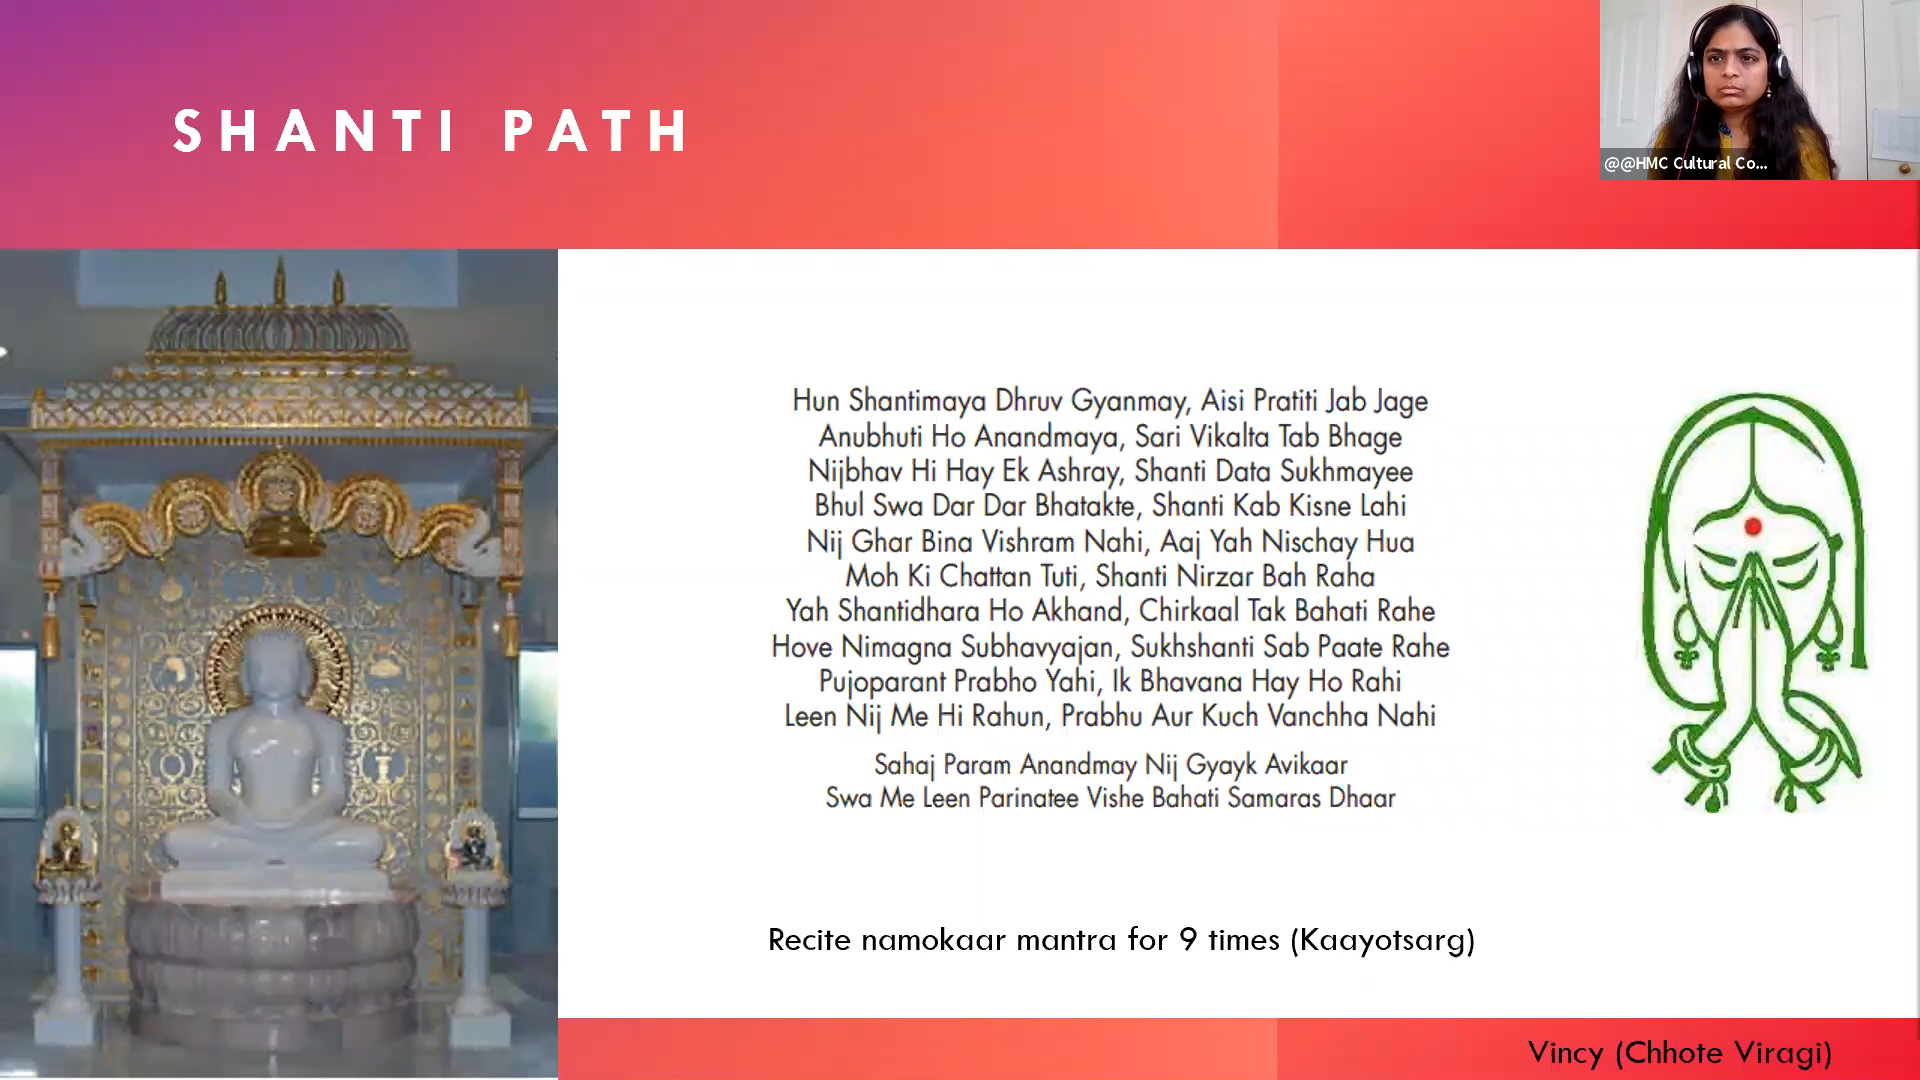 SHANTI PATH
@@HMC Cultural Co...
Hun Shantimaya Dhruv Gyanmay, Aisi Pratiti Jab Jage
Anubhuti Ho Anandmaya, Sari Vikalta Tab Bhage
Nijbhav Hi Hay Ek Ashray, Shanti Data Sukhmayee
Bhul Swa Dar Dar Bhatakte, Shanti Kab Kisne Lahi
Nij Ghar Bina Vishram Nahi, Aaj Yah Nischay Hua
Moh Ki Chattan Tuti, Shanti Nirzar Bah Raha
Yah Shantidhara Ho Akhand, Chirkaal Tak Bahati Rahe
Hove Nimagna Subhavyajan, Sukhshanti Sab Paate Rahe
Pujoparant Prabho Yahi, Ik Bhavana Hay Ho Rahi
Leen Nij Me Hi Rahun, Prabhu Aur Kuch Vanchha Nahi
Sahaj Param Anandmay Nij Gyayk Avikaar
Swa Me Leen Parinatee Vishe Bahati Samaras Dhaar
Recite namokaar mantra for 9 times (Kaayotsarg)
Vincy (Chhote Viragi)